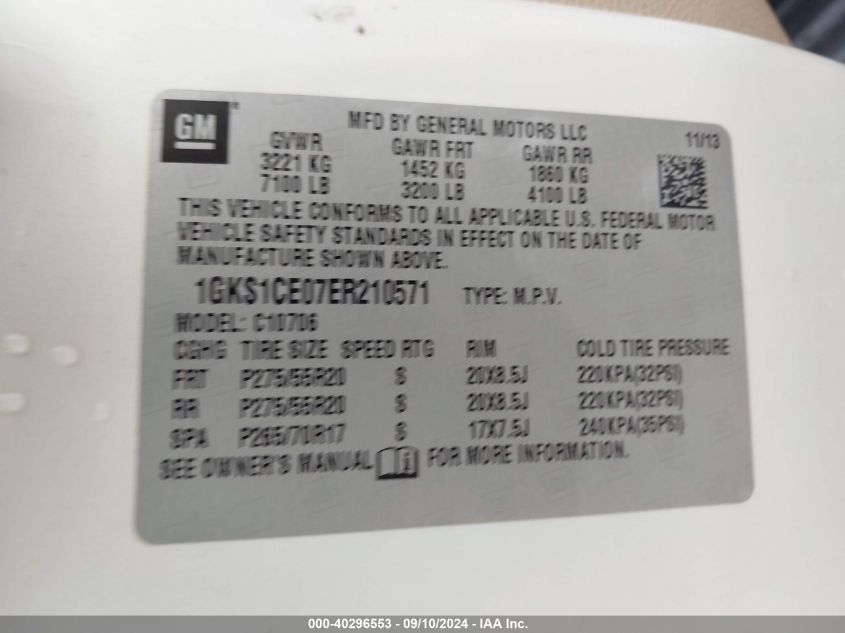 GM
MFD BY GENERAL MOTORS LLC 11/13
GVWR GAWR FRT GAWR RR
3221 KG 1452 KG 1860 KG
7100 LB 3200 LB 4100 LB
THIS VEHICLE CONFORMS TO ALL APPLICABLE U.S. FEDERAL MOTOR
VEHICLE SAFETY STANDARDS IN EFFECT ON THE DATE OF
MANUFACTURE SHOWN ABOVE.
1GKS1CE07ER210571 TYPE: M.P.V.
MODEL: C10706
CGHG TIRE SIZE SPEED RTG RIM COLD TIRE PRESSURE
FRT P275/55R20 S 20X8.5J 220KPA(32PSI)
RR P275/55R20 S 20X8.5J 220KPA(32PSI)
SPA P265/70R17 S 17X7.5J 240KPA(35PSI)
SEE OWNER'S MANUAL FOR MORE INFORMATION.
000-40296553 - 09/10/2024 - IAA Inc.